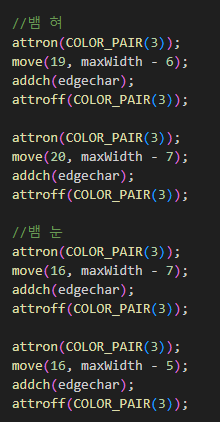 //뱀 혀
attron(COLOR_PAIR(3));
move(19, maxWidth - 6);
addch(edgechar);
attroff(COLOR_PAIR(3));
attron(COLOR_PAIR(3));
move(20, maxWidth - 7);
addch(edgechar);
attroff(COLOR_PAIR(3));
//뱀 눈
attron(COLOR_PAIR(3));
move(16, maxWidth - 7);
addch(edgechar);
attroff(COLOR_PAIR(3));
attron(COLOR_PAIR(3));
move(16, maxWidth - 5);
addch(edgechar);
attroff(COLOR_PAIR(3));